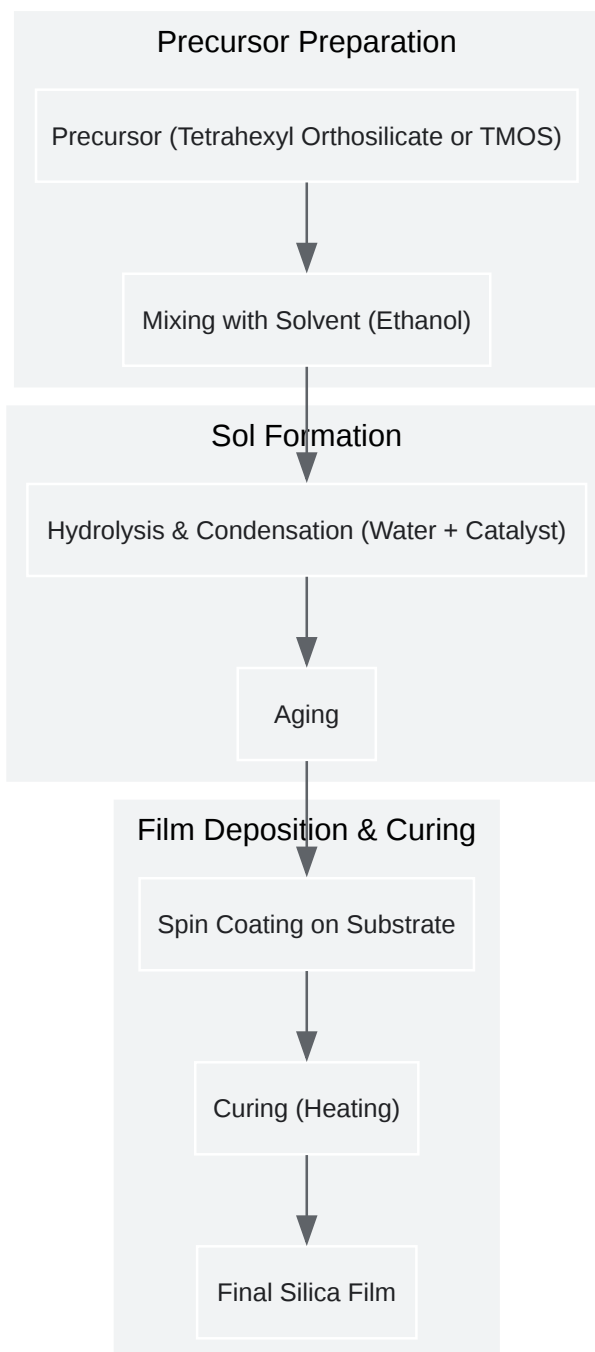 Precursor Preparation
Precursor (Tetrahexyl Orthosilicate or TMOS)
Mixing with Solvent (Ethanol)
Sol Formation
Hydrolysis & Condensation (Water + Catalyst)
Aging
Film Deposition & Curing
Spin Coating on Substrate
Curing (Heating)
Final Silica Film